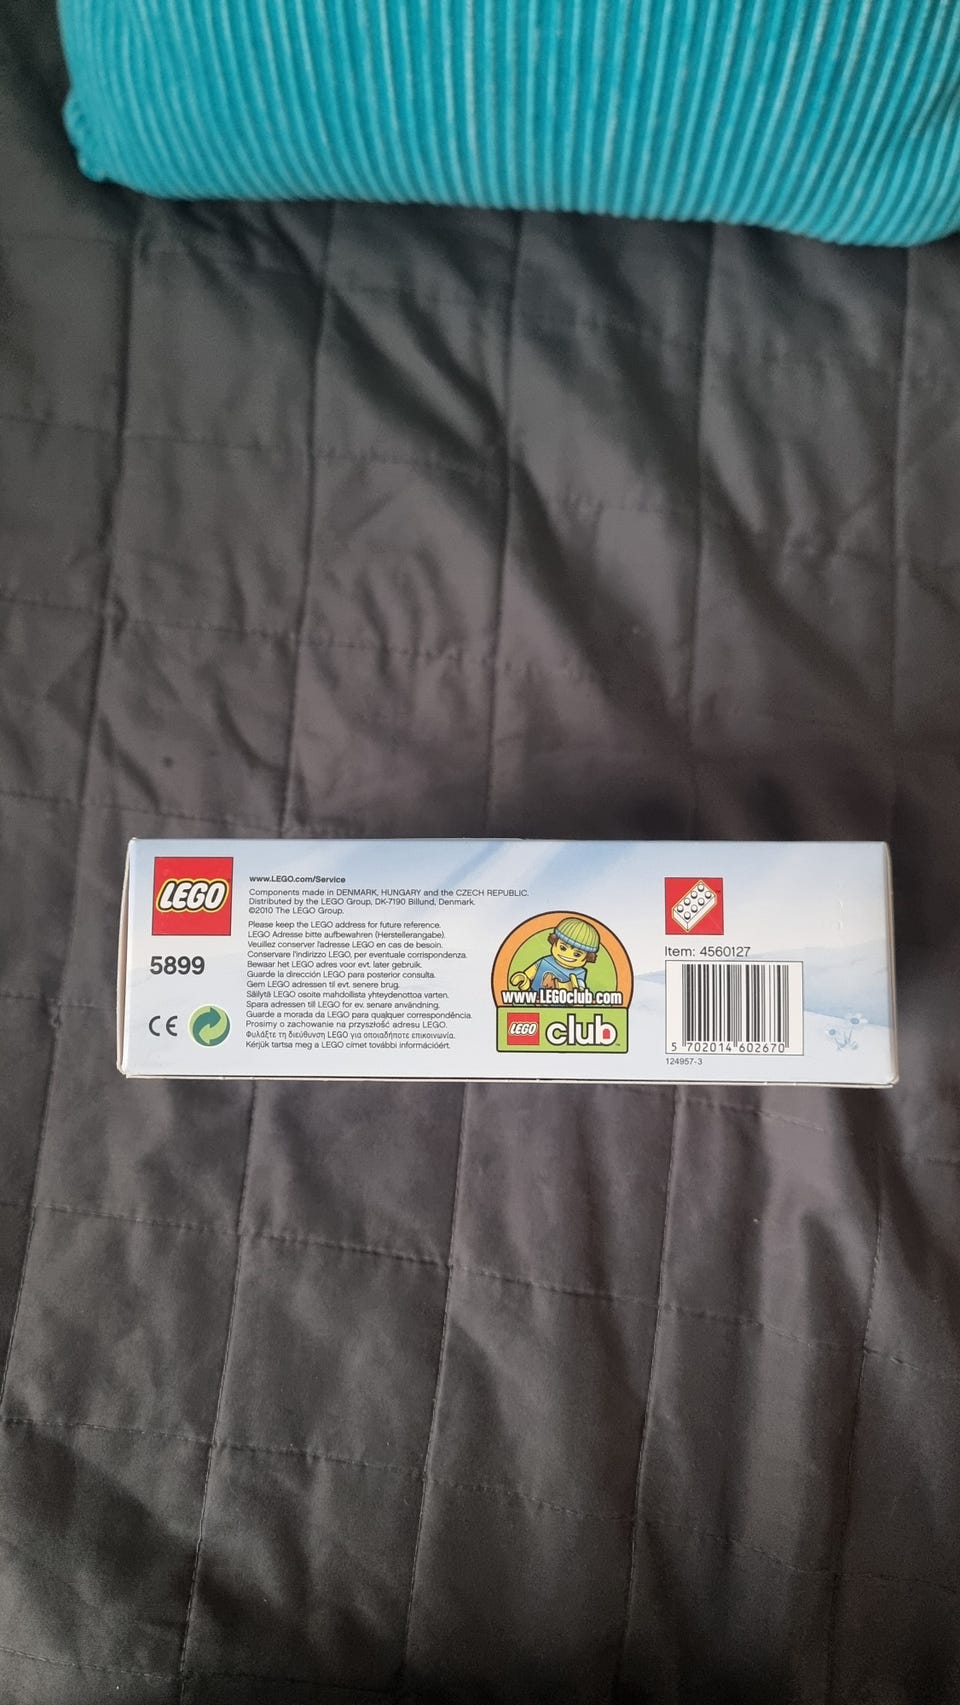 LEGO
5899
CE
www.LEGO.com/Service
Components made in DENMARK, HUNGARY and the CZECH REPUBLIC.
Distributed by the LEGO Group, DK-7190 Billund, Denmark.
©2010 The LEGO Group.
Please keep the LEGO address for future reference.
LEGO Adresse bitte aufbewahren (Herstellerangabe).
Veuillez conserver l'adresse LEGO en cas de besoin.
Conservare l'indirizzo LEGO, per eventuale corrispondenza.
Bewaar het LEGO adres voor evt. later gebruik.
Guarde la dirección LEGO para posterior consulta.
Gem LEGO adressen til evt. senere brug.
Säilytä LEGO osoite mahdollista yhteydenottoa varten.
Spara adressen till LEGO for ev. senare användning.
Guarde a morada da LEGO para qualquer correspondência.
Prosimy o zachowanie na przyszłość adresu LEGO.
Φυλάξτε τη διεύθυνση LEGO για οποιαδήποτε επικοινωνία.
Kérjük tartsa meg a LEGO címet további információért.
www.LEGOclub.com
LEGO club
Item: 4560127
5 702014 602670
124957-3